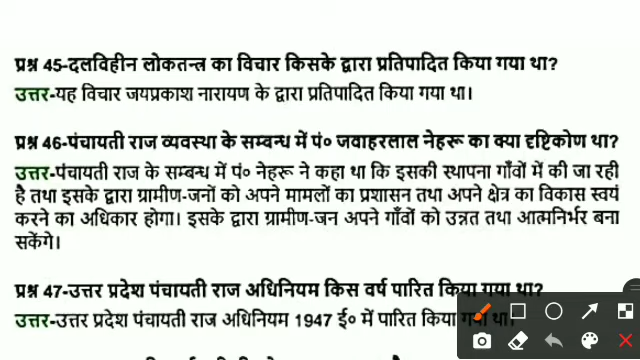 प्रश्न 45-दलविहीन लोकतन्त्र का विचार किसके द्वारा प्रतिपादित किया गया था?
उत्तर-यह विचार जयप्रकाश नारायण के द्वारा प्रतिपादित किया गया था।
प्रश्न 46-पंचायती राज व्यवस्था के सम्बन्ध में पं० जवाहरलाल नेहरू का क्या दृष्टिकोण था?
उत्तर-पंचायती राज के सम्बन्ध में पं० नेहरू ने कहा था कि इसकी स्थापना गाँवों में की जा रही
है तथा इसके द्वारा ग्रामीण-जनों को अपने मामलों का प्रशासन तथा अपने क्षेत्र का विकास स्वयं
करने का अधिकार होगा। इसके द्वारा ग्रामीण-जन अपने गाँवों को उन्नत तथा आत्मनिर्भर बना
सकेंगे।
प्रश्न 47-उत्तर प्रदेश पंचायती राज अधिनियम किस वर्ष पारित किया गया था?
उत्तर-उत्तर प्रदेश पंचायती राज अधिनियम 1947 ई० में पारित किया गया था।